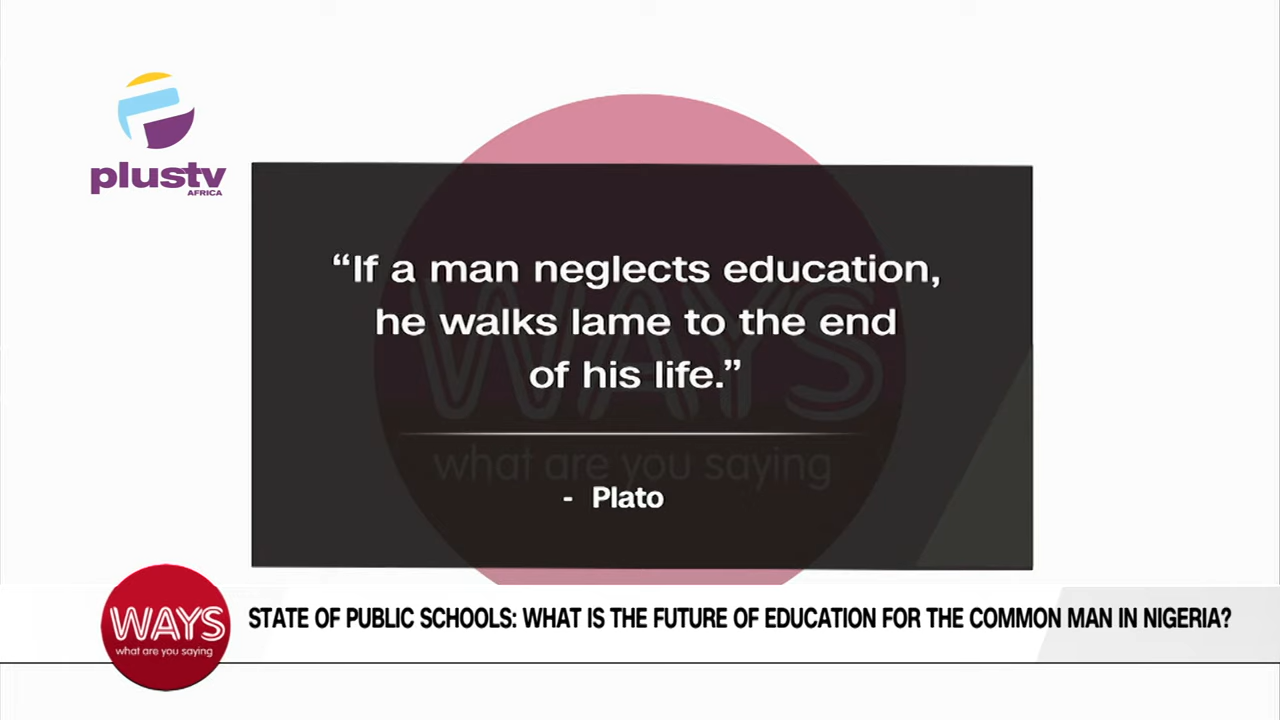 plustv
AFRICA
“If a man neglects education,
he walks lame to the end
of his life.”
WAYS
what are you saying
- Plato
WAYS
what are you saying
STATE OF PUBLIC SCHOOLS: WHAT IS THE FUTURE OF EDUCATION FOR THE COMMON MAN IN NIGERIA?